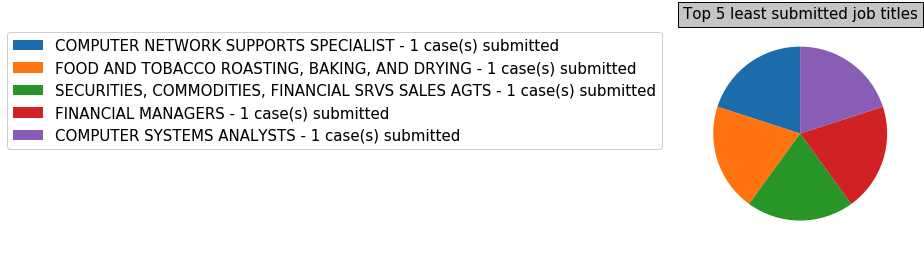 Top 5 least submitted job titles
COMPUTER NETWORK SUPPORTS SPECIALIST - 1 case(s) submitted
FOOD AND TOBACCO ROASTING, BAKING, AND DRYING - 1 case(s) submitted
SECURITIES, COMMODITIES, FINANCIAL SRVS SALES AGTS - 1 case(s) submitted
FINANCIAL MANAGERS - 1 case(s) submitted
COMPUTER SYSTEMS ANALYSTS - 1 case(s) submitted